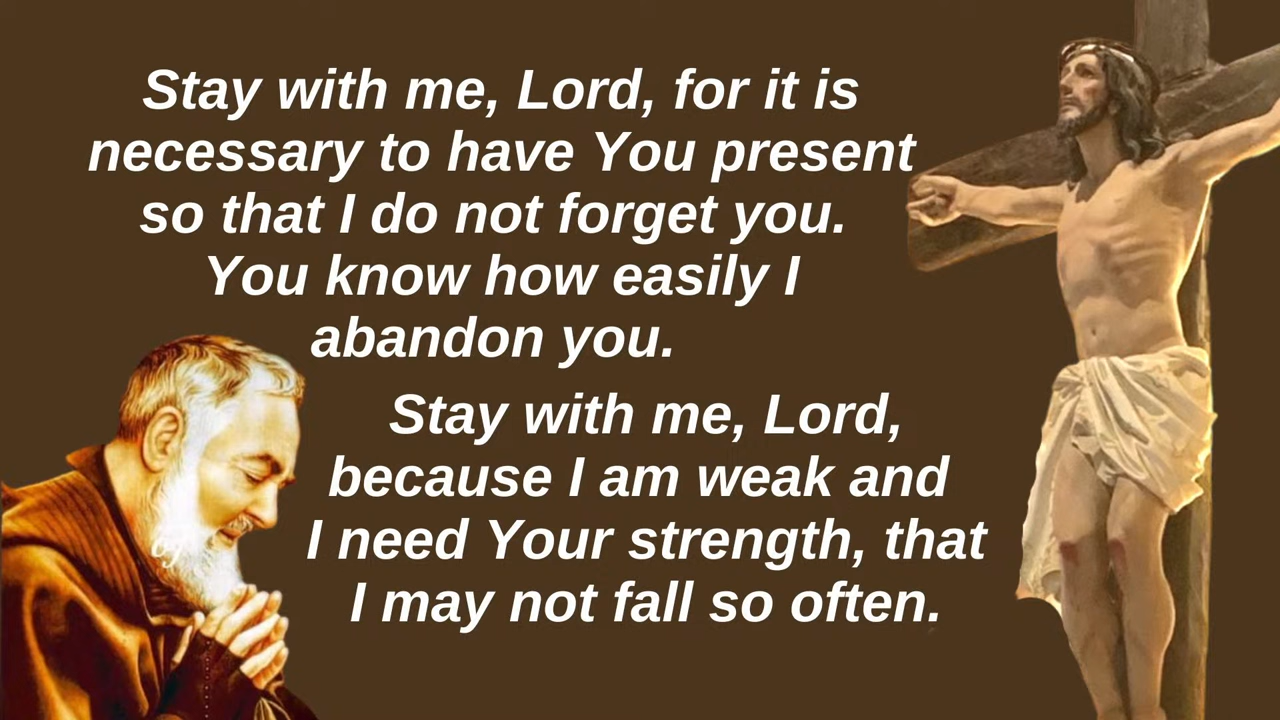 Stay with me, Lord, for it is
necessary to have You present
so that I do not forget you.
You know how easily I
abandon you.
Stay with me, Lord,
because I am weak and
I need Your strength, that
I may not fall so often.